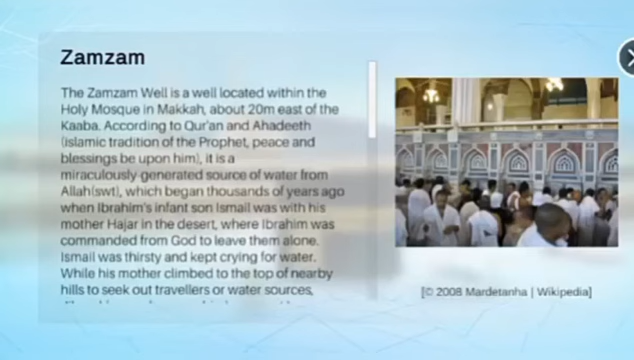 Zamzam
The Zamzam Well is a well located within the
Holy Mosque in Makkah, about 20m east of the
Kaaba. According to Qur'an and Ahadeeth
(islamic tradition of the Prophet, peace and
blessings be upon him), it is a
miraculously-generated source of water from
Allah(swt), which began thousands of years ago
when Ibrahim's infant son Ismail was with his
mother Hajar in the desert, where Ibrahim was
commanded from God to leave them alone.
Ismail was thirsty and kept crying for water.
While his mother climbed to the top of nearby
hills to seek out travellers or water sources,
[© 2008 Mardetanha | Wikipedia]